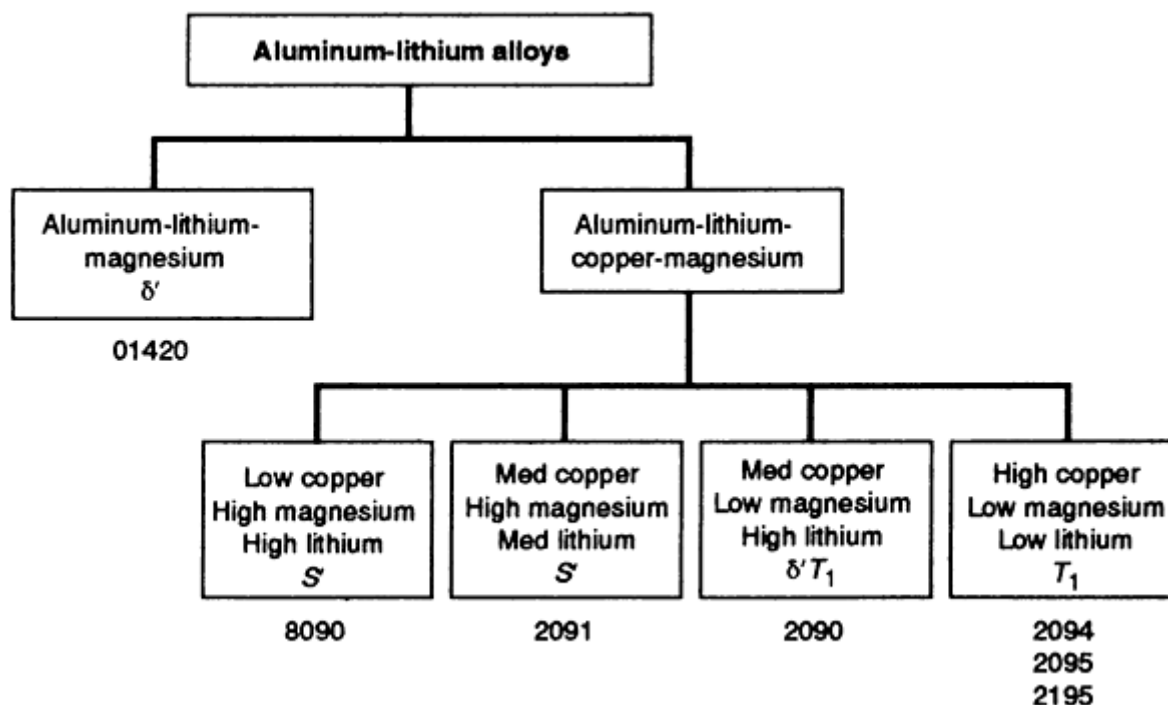 Aluminum-lithium alloys
Aluminum-lithium-
magnesium
δ′
01420
Aluminum-lithium-
copper-magnesium
Low copper
High magnesium
High lithium
S′
8090
Med copper
High magnesium
Med lithium
S′
2091
Med copper
Low magnesium
High lithium
δ′ T₁
2090
High copper
Low magnesium
Low lithium
T₁
2094
2095
2195